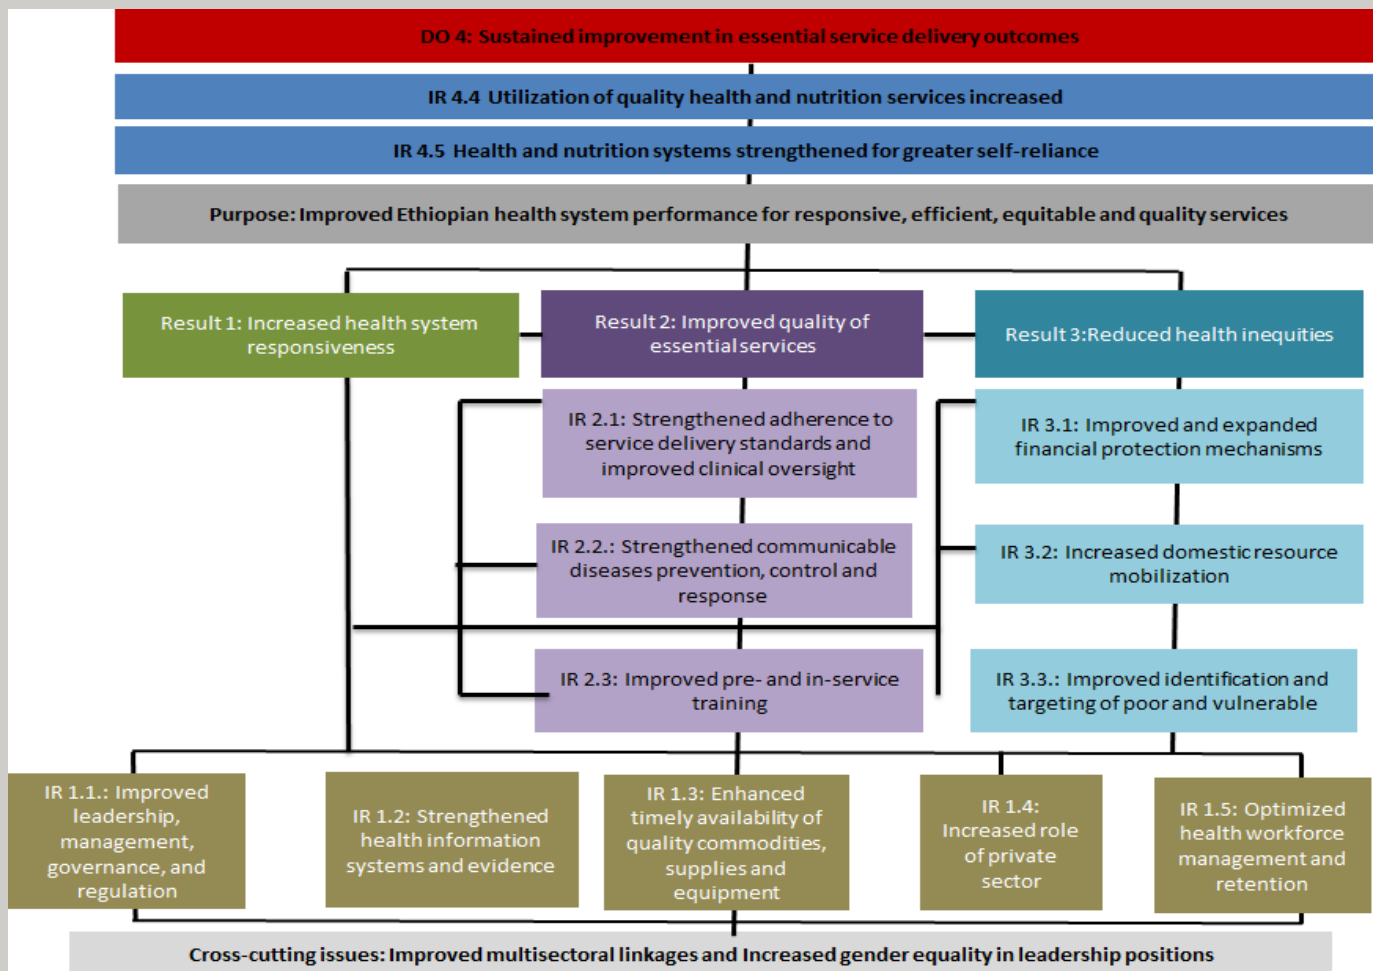 DO 4: Sustained improvement in essential service delivery outcomes
IR 4.4 Utilization of quality health and nutrition services increased
IR 4.5 Health and nutrition systems strengthened for greater self-reliance
Purpose: Improved Ethiopian health system performance for responsive, efficient, equitable and quality services
Result 1: Increased health system
responsiveness
Result 2: Improved quality of
essential services
Result 3:Reduced health inequities
IR 2.1: Strengthened adherence to
service delivery standards and
improved clinical oversight
IR 3.1: Improved and expanded
financial protection mechanisms
IR 2.2.: Strengthened communicable
diseases prevention, control and
response
IR 3.2: Increased domestic resource
mobilization
IR 2.3: Improved pre- and in-service
training
IR 3.3.: Improved identification and
targeting of poor and vulnerable
IR 1.1.: Improved
leadership,
management,
governance, and
regulation
IR 1.2: Strengthened
health information
systems and evidence
IR 1.3: Enhanced
timely availability of
quality commodities,
supplies and
equipment
IR 1.4:
Increased role
of private
sector
IR 1.5: Optimized
health workforce
management and
retention
Cross-cutting issues: Improved multisectoral linkages and Increased gender equality in leadership positions